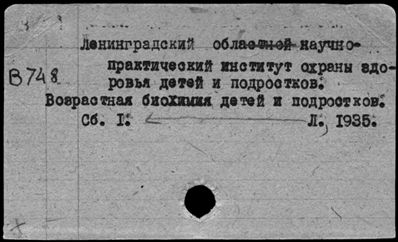 Ленинградский областной научно-
практический институт охраны здо-
В748.
ровья детей и подростков.
Возрастная биохимия детей и подростков.
Сб. I. Л., 1935.